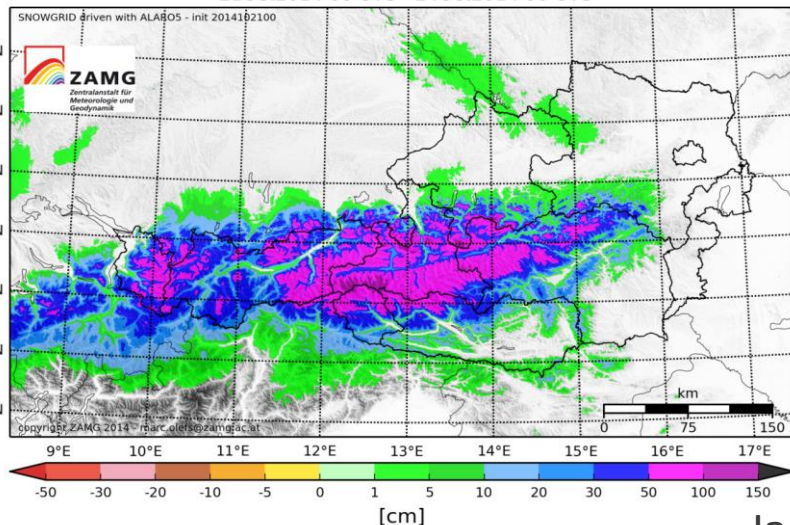 SNOWGRID driven with ALARO5 - init 2014102100
ZAMG
Zentralanstalt für
Meteorologie und
Geodynamik
N
N
N
N
N
N
N
km
0 75 150
copyright ZAMG 2014 - marc.olefs@zamg.ac.at
9°E 10°E 11°E 12°E 13°E 14°E 15°E 16°E 17°E
-50 -30 -20 -10 -5 0 1 5 10 20 30 50 100 150
[cm]